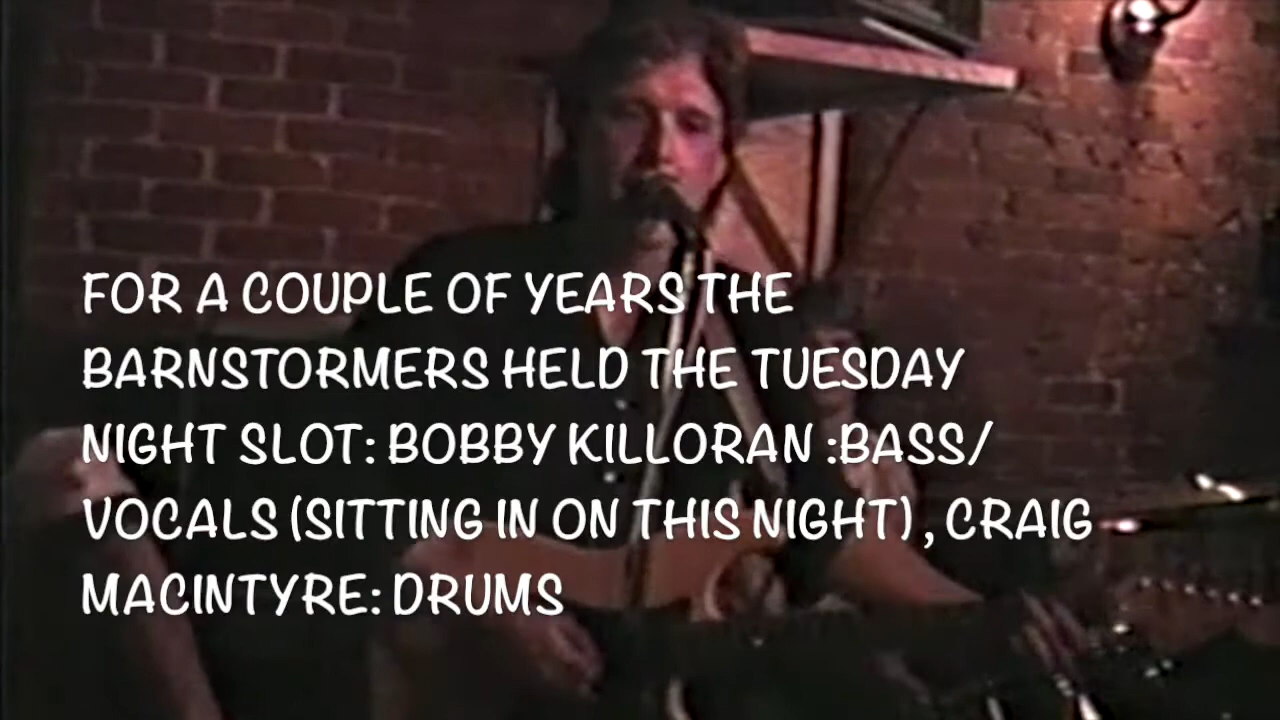 FOR A COUPLE OF YEARS THE
BARNSTORMERS HELD THE TUESDAY
NIGHT SLOT: BOBBY KILLORAN :BASS/
VOCALS (SITTING IN ON THIS NIGHT) , CRAIG
MACINTYRE: DRUMS